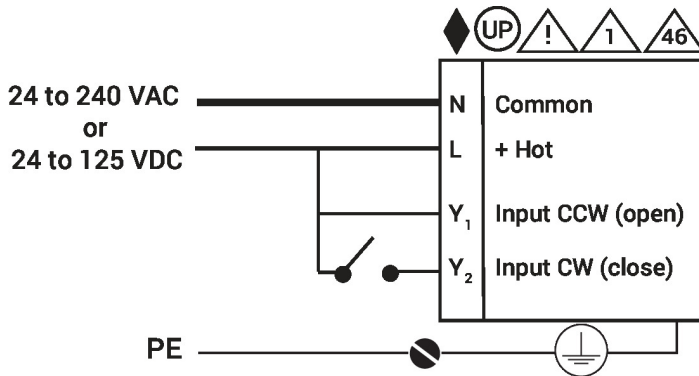 UP ! 1 46
24 to 240 VAC
or
24 to 125 VDC
N Common
L + Hot
Y1 Input CCW (open)
Y2 Input CW (close)
PE